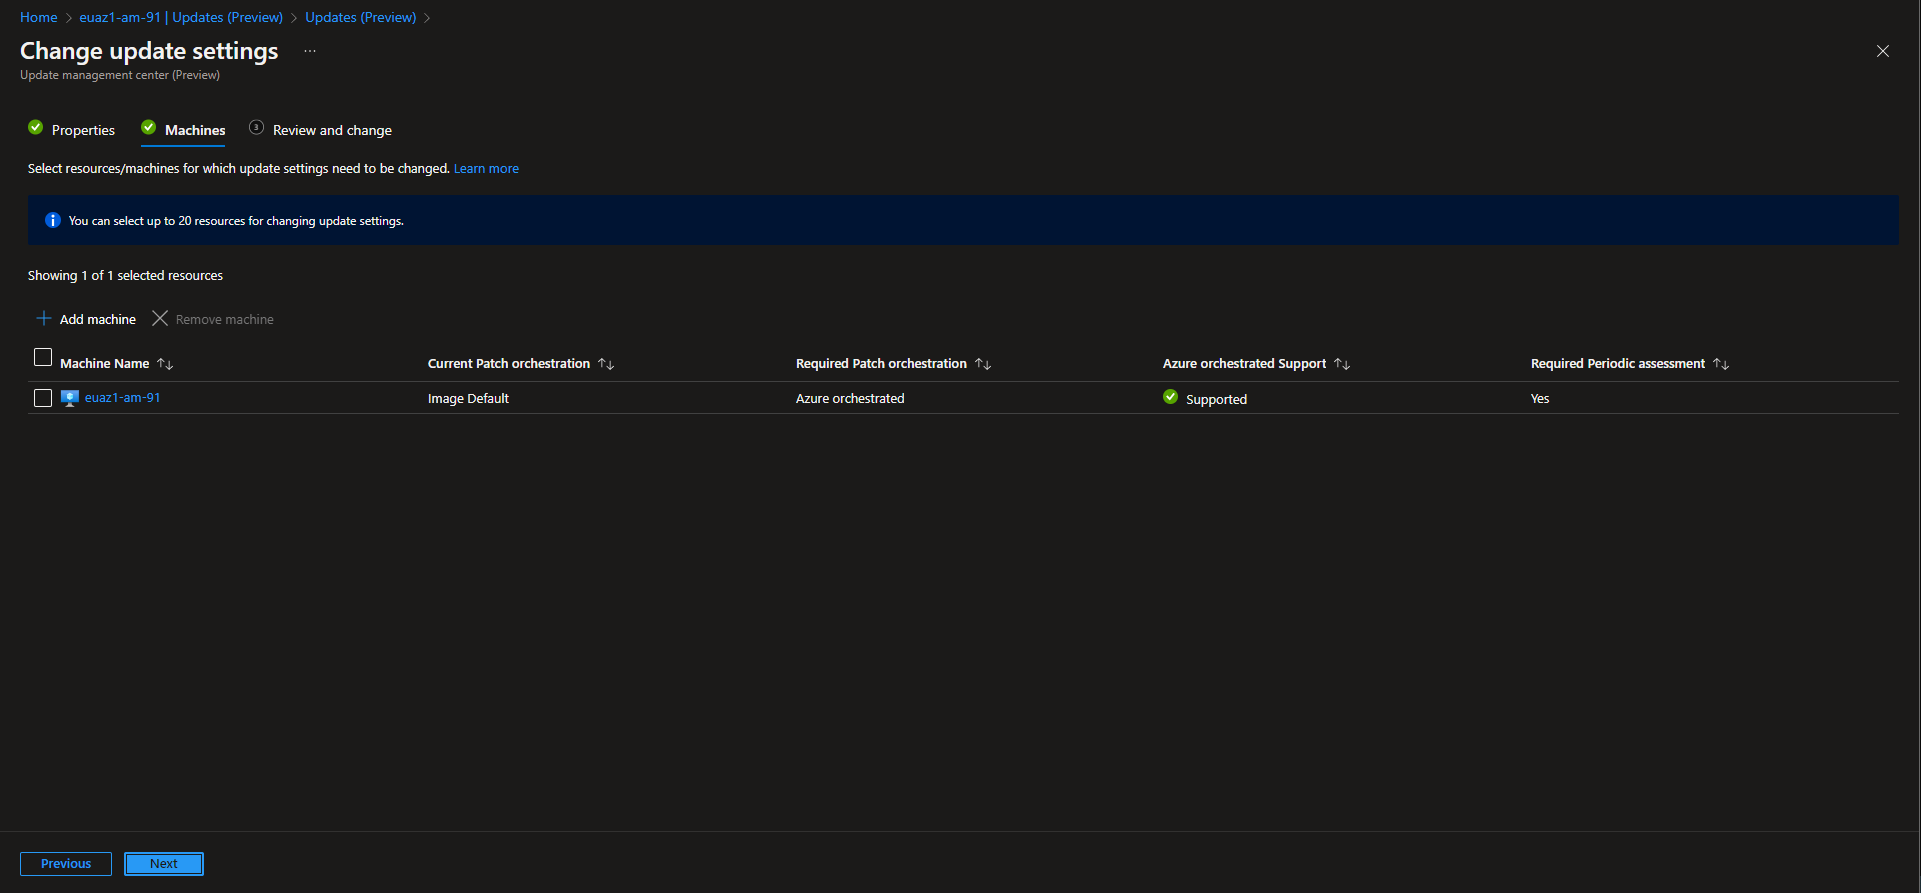 Home > euaz1-am-91 | Updates (Preview) > Updates (Preview) >
Change update settings ...
Update management center (Preview)
Properties Machines 3 Review and change
Select resources/machines for which update settings need to be changed. Learn more
You can select up to 20 resources for changing update settings.
Showing 1 of 1 selected resources
Add machine Remove machine
Machine Name ↑↓ Current Patch orchestration ↑↓ Required Patch orchestration ↑↓ Azure orchestrated Support ↑↓ Required Periodic assessment ↑↓
euaz1-am-91 Image Default Azure orchestrated Supported Yes
Previous Next